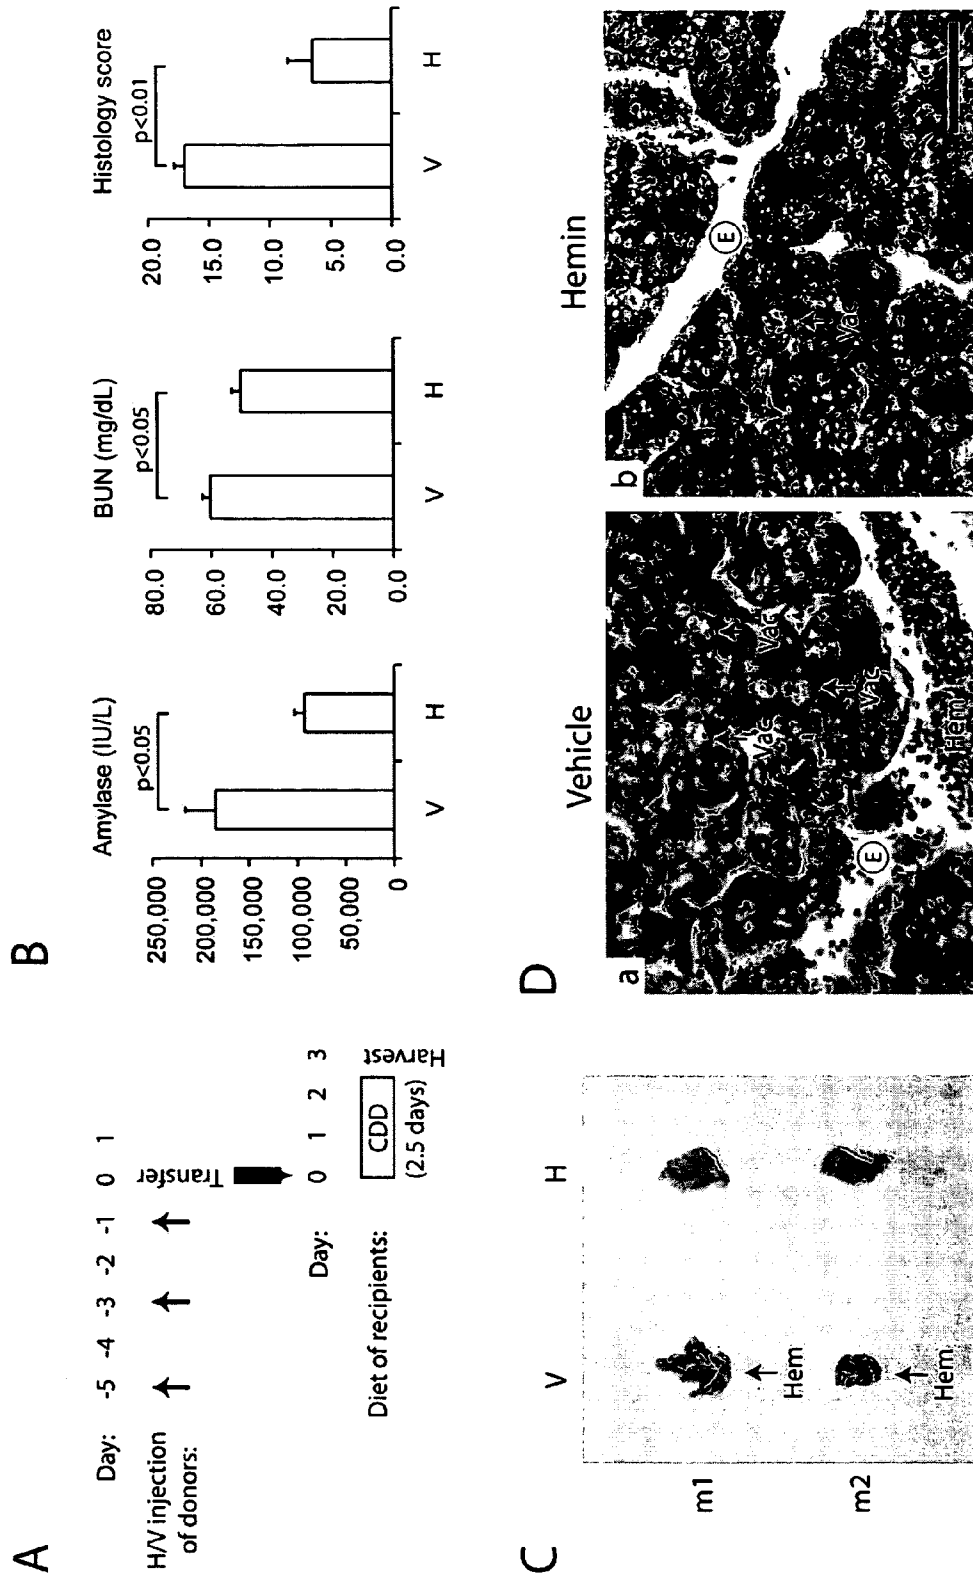 A
Day: -5 -4 -3 -2 -1 0 1
H/V injection
of donors:
Transfer
Day: 0 1 2 3
Diet of recipients:
CDD
(2.5 days)
Harvest
B
Amylase (IU/L)
p<0.05
250,000
200,000
150,000
100,000
50,000
0
V H
BUN (mg/dL)
p<0.05
80.0
60.0
40.0
20.0
0.0
V H
Histology score
p<0.01
20.0
15.0
10.0
5.0
0.0
V H
C
V H
m1
Hem
m2
Hem
D
Vehicle
a
Vac
Vac
Vac
E
Hem
Hemin
b
E
Vac